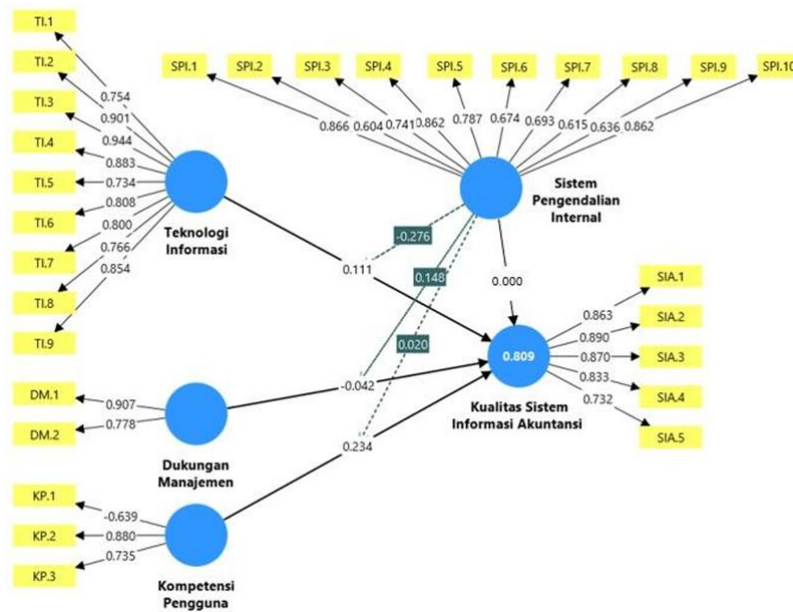 TI.1
TI.2
TI.3
TI.4
TI.5
TI.6
TI.7
TI.8
TI.9
0.754
0.901
0.944
0.883
0.734
0.808
0.800
0.766
0.854
Teknologi
Informasi
SPI.1
SPI.2
SPI.3
SPI.4
SPI.5
SPI.6
SPI.7
SPI.8
SPI.9
SPI.10
0.866
0.604
0.741
0.862
0.787
0.674
0.693
0.615
0.636
0.862
Sistem
Pengendalian
Internal
-0.276
0.148
0.020
0.111
0.000
-0.042
0.234
DM.1
DM.2
0.907
0.778
Dukungan
Manajemen
KP.1
KP.2
KP.3
-0.639
0.880
0.735
Kompetensi
Pengguna
0.809
Kualitas Sistem
Informasi Akuntansi
0.863
0.890
0.870
0.833
0.732
SIA.1
SIA.2
SIA.3
SIA.4
SIA.5